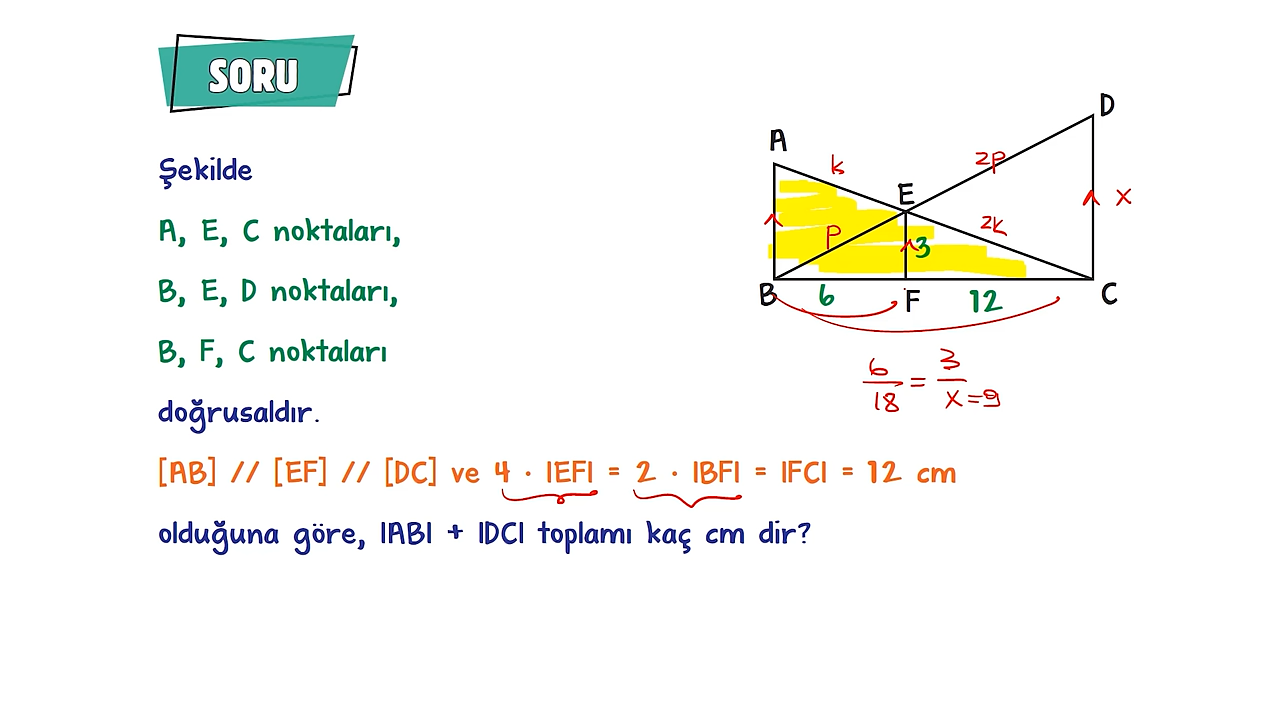 SORU
Şekilde
A, E, C noktaları,
B, E, D noktaları,
B, F, C noktaları
doğrusaldır.
[AB] // [EF] // [DC] ve 4 · |EF| = 2 · |BF| = |FC| = 12 cm
olduğuna göre, |AB| + |DC| toplamı kaç cm dir?
D
A
k
2p
E
x
2k
p
3
B
6
F
12
C
6/18 = 3/x=9